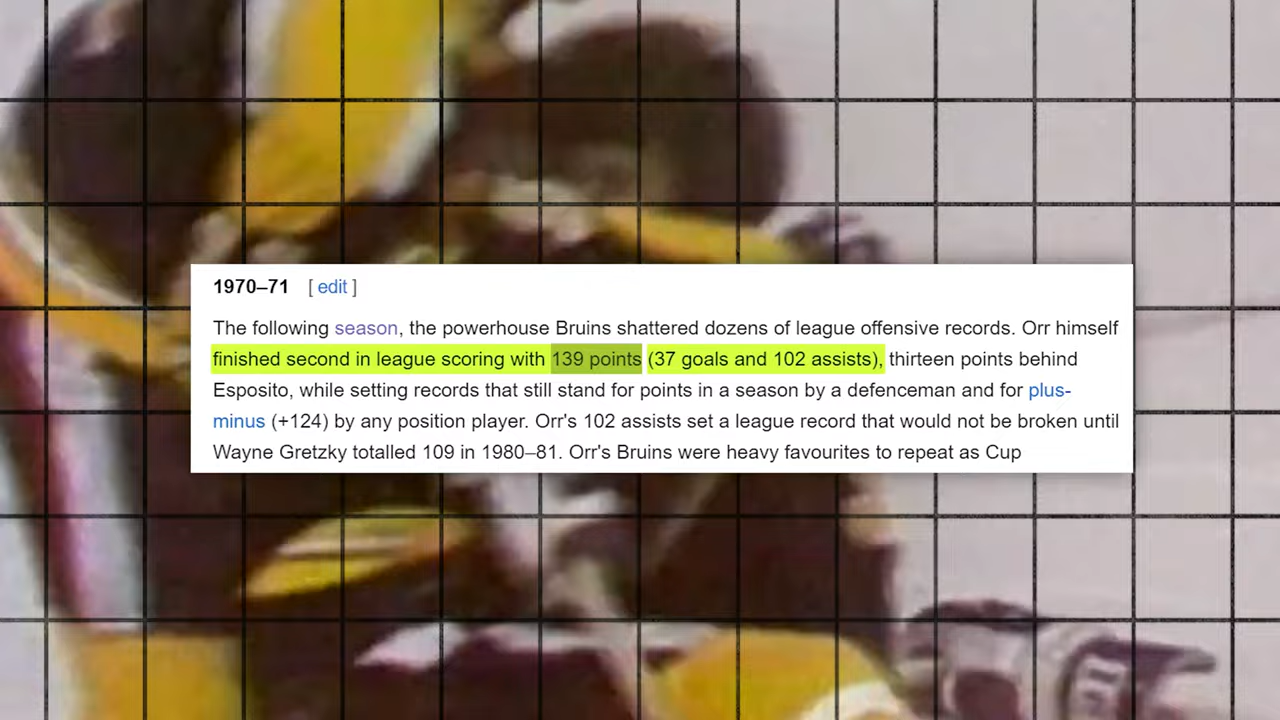 1970–71 [ edit ]
The following season, the powerhouse Bruins shattered dozens of league offensive records. Orr himself
finished second in league scoring with 139 points (37 goals and 102 assists), thirteen points behind
Esposito, while setting records that still stand for points in a season by a defenceman and for plus-
minus (+124) by any position player. Orr's 102 assists set a league record that would not be broken until
Wayne Gretzky totalled 109 in 1980–81. Orr's Bruins were heavy favourites to repeat as Cup